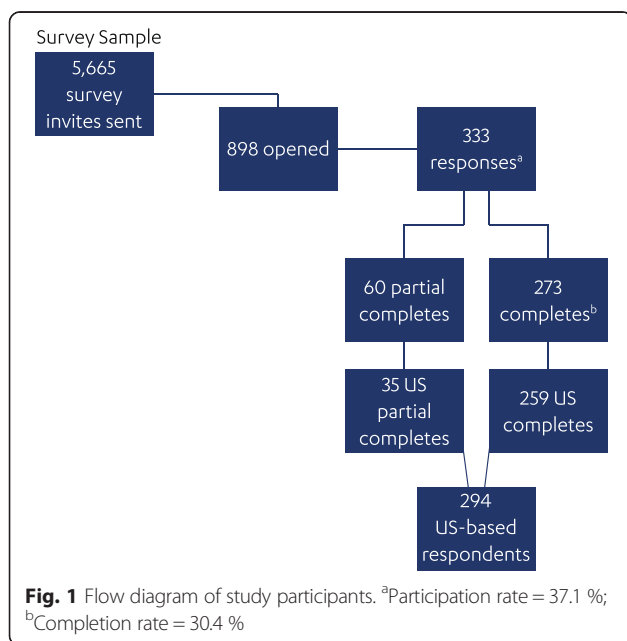 Survey Sample
5,665
survey
invites sent
898 opened
333
responsesᵃ
60 partial
completes
273
completesᵇ
35 US
partial
completes
259 US
completes
294
US-based
respondents
Fig. 1 Flow diagram of study participants. ᵃParticipation rate = 37.1 %;
ᵇCompletion rate = 30.4 %